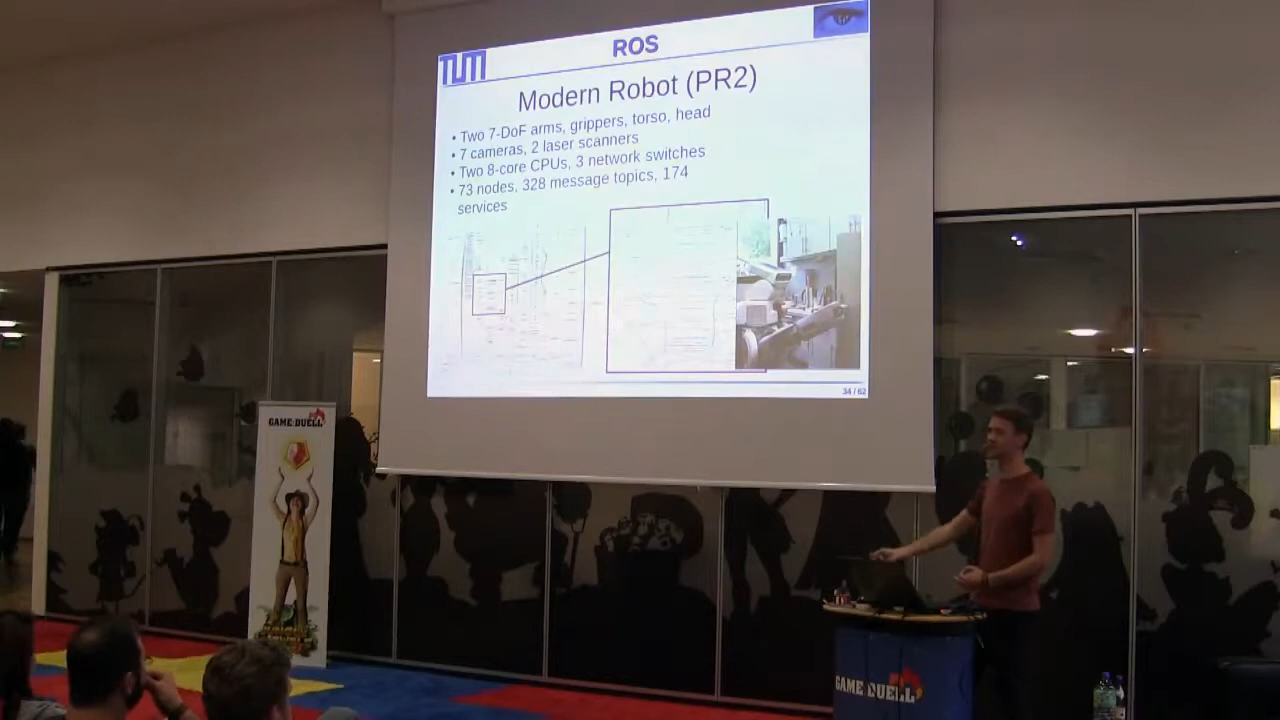 TUM
ROS
Modern Robot (PR2)
• Two 7-DoF arms, grippers, torso, head
• 7 cameras, 2 laser scanners
• Two 8-core CPUs, 3 network switches
• 73 nodes, 328 message topics, 174
services
34 / 62
GAME DUELL
GAME DUELL